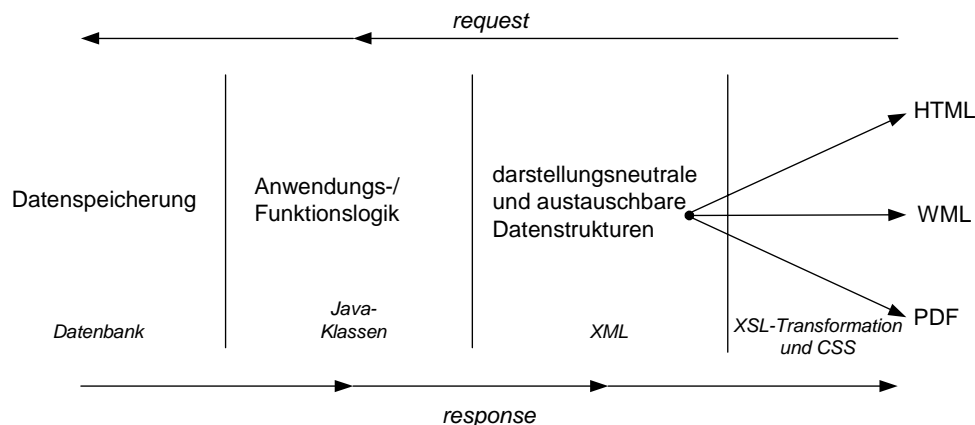 request
Datenspeicherung
Anwendungs-/
Funktionslogik
darstellungsneutrale
und austauschbare
Datenstrukturen
HTML
WML
PDF
Datenbank
Java-
Klassen
XML
XSL-Transformation
und CSS
response